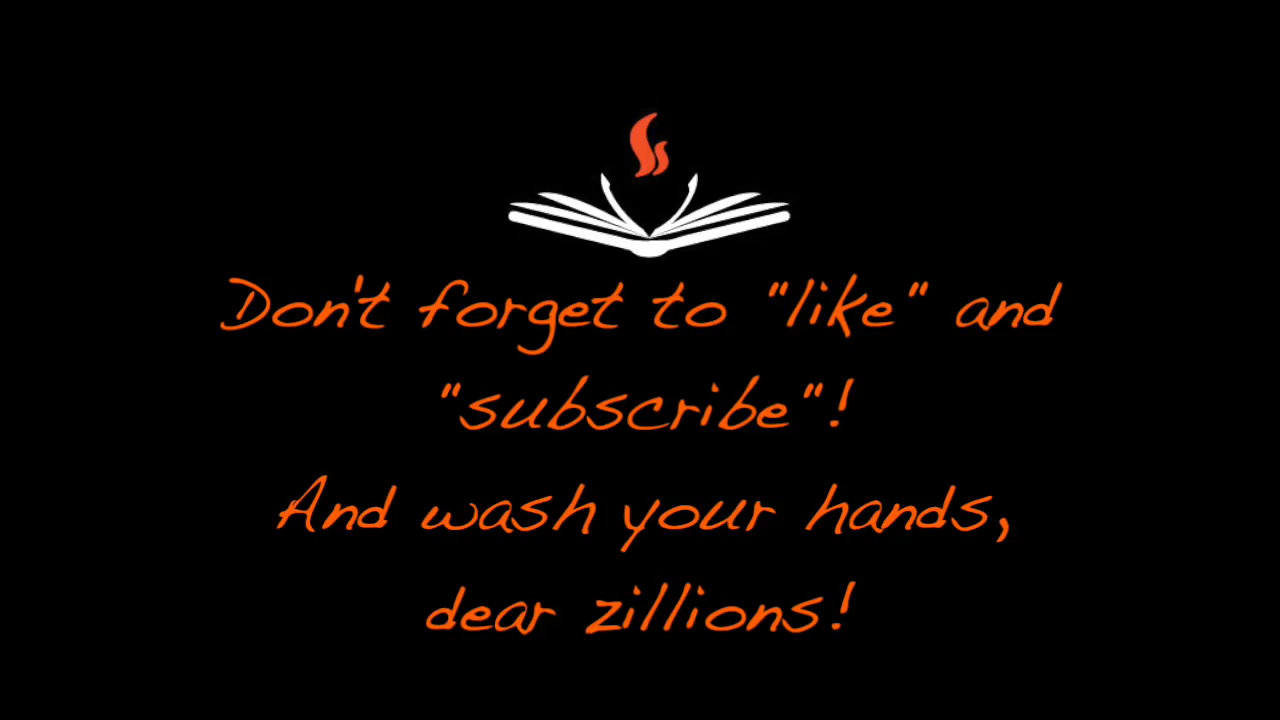 Don't forget to "like" and
"subscribe"!
And wash your hands,
dear zillions!